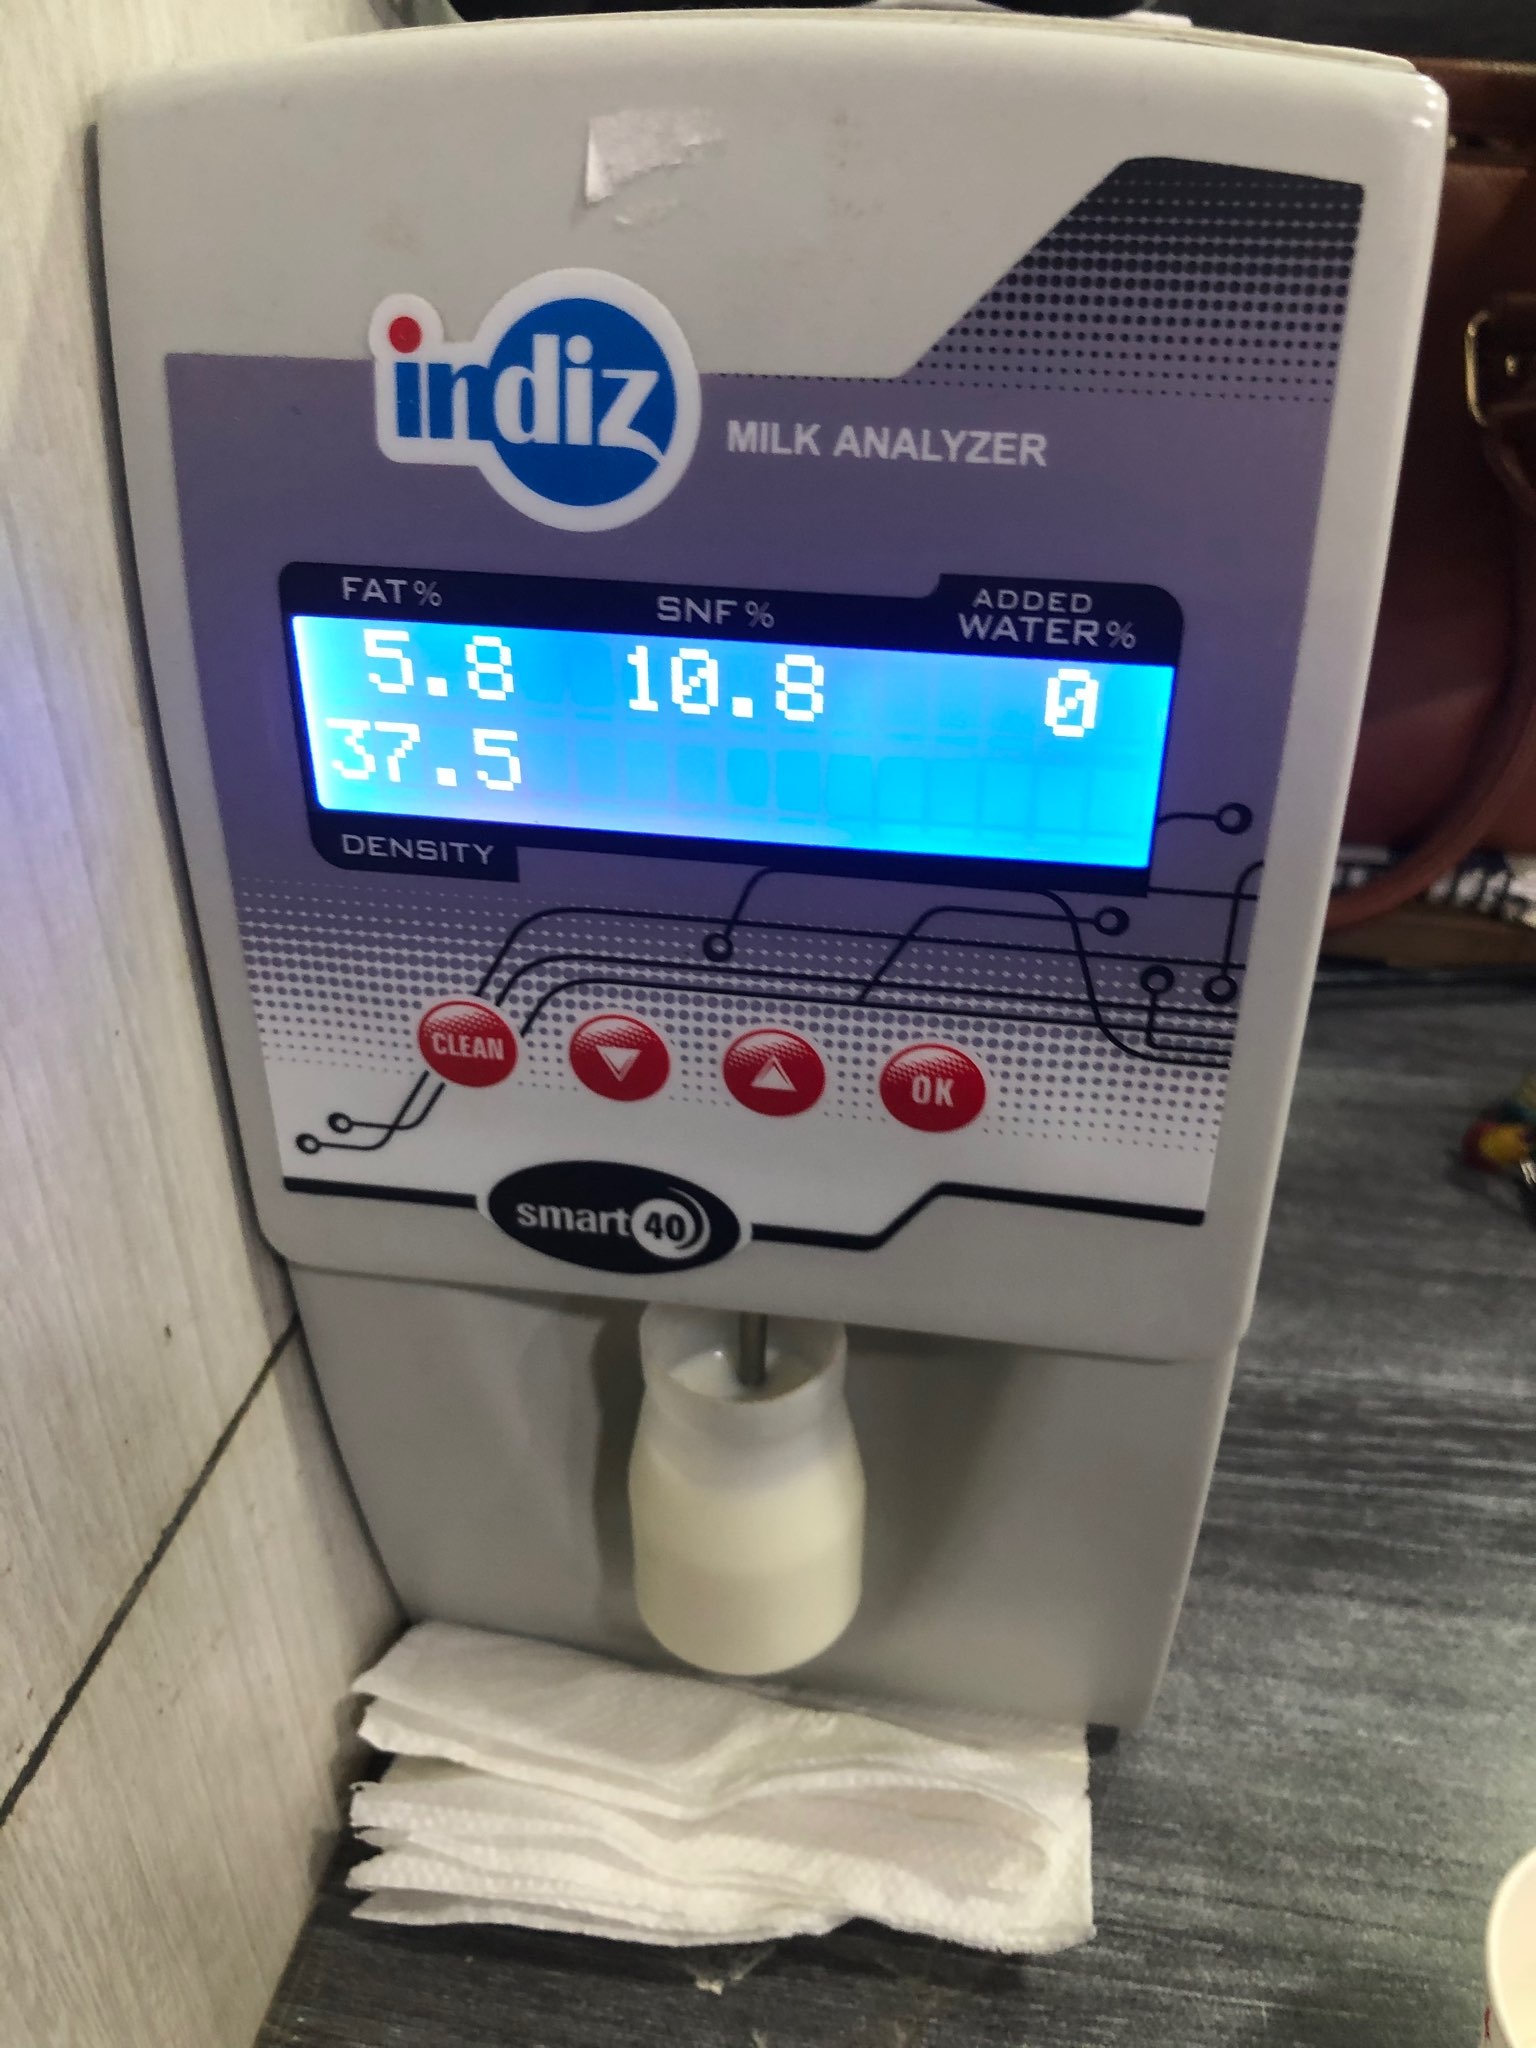 indiz
MILK ANALYZER
FAT% SNF% ADDED WATER%
5.8 10.8 0
37.5
DENSITY
CLEAN OK
smart 40